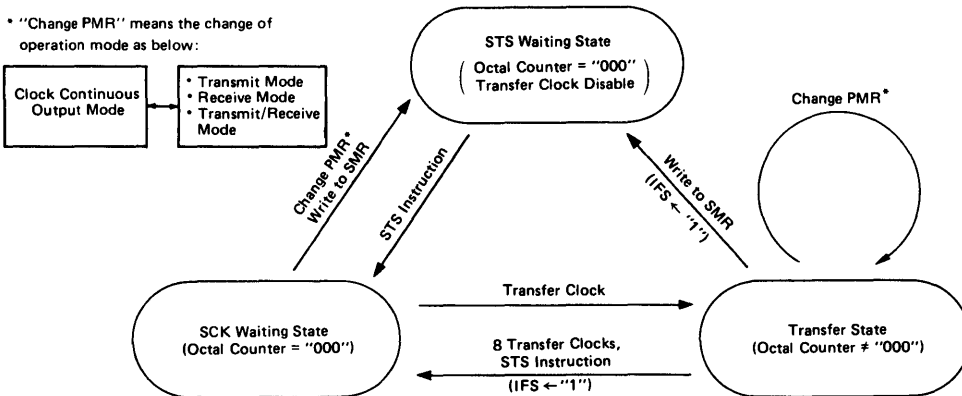 * "Change PMR" means the change of
operation mode as below:
Clock Continuous
Output Mode
• Transmit Mode
• Receive Mode
• Transmit/Receive
Mode
STS Waiting State
Octal Counter = "000"
Transfer Clock Disable
Change PMR*
Change PMR*
Write to SMR
STS Instruction
Write to SMR
(IFS ← "1")
SCK Waiting State
(Octal Counter = "000")
Transfer Clock
8 Transfer Clocks,
STS Instruction
(IFS ← "1")
Transfer State
(Octal Counter ≠ "000")